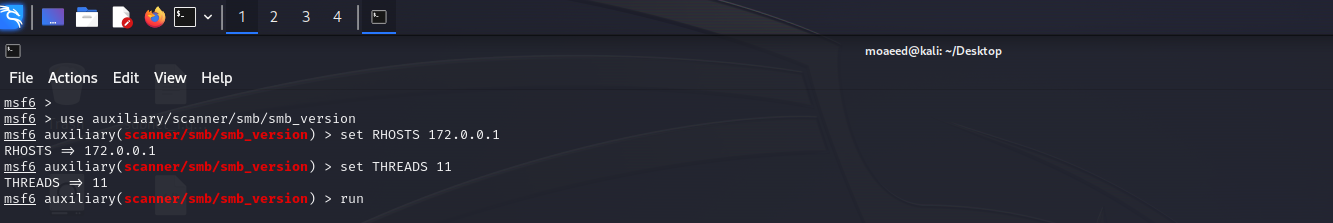 1 2 3 4
moaeed@kali: ~/Desktop
File Actions Edit View Help
msf6 >
msf6 > use auxiliary/scanner/smb/smb_version
msf6 auxiliary(scanner/smb/smb_version) > set RHOSTS 172.0.0.1
RHOSTS => 172.0.0.1
msf6 auxiliary(scanner/smb/smb_version) > set THREADS 11
THREADS => 11
msf6 auxiliary(scanner/smb/smb_version) > run